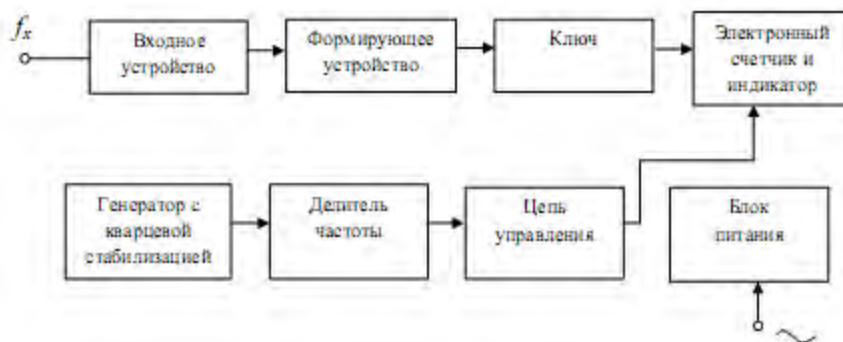 fx
Входное
устройство
Формирующее
устройство
Ключ
Электронный
счетчик и
индикатор
Генератор с
кварцевой
стабилизацией
Делитель
частоты
Цепь
управления
Блок
питания